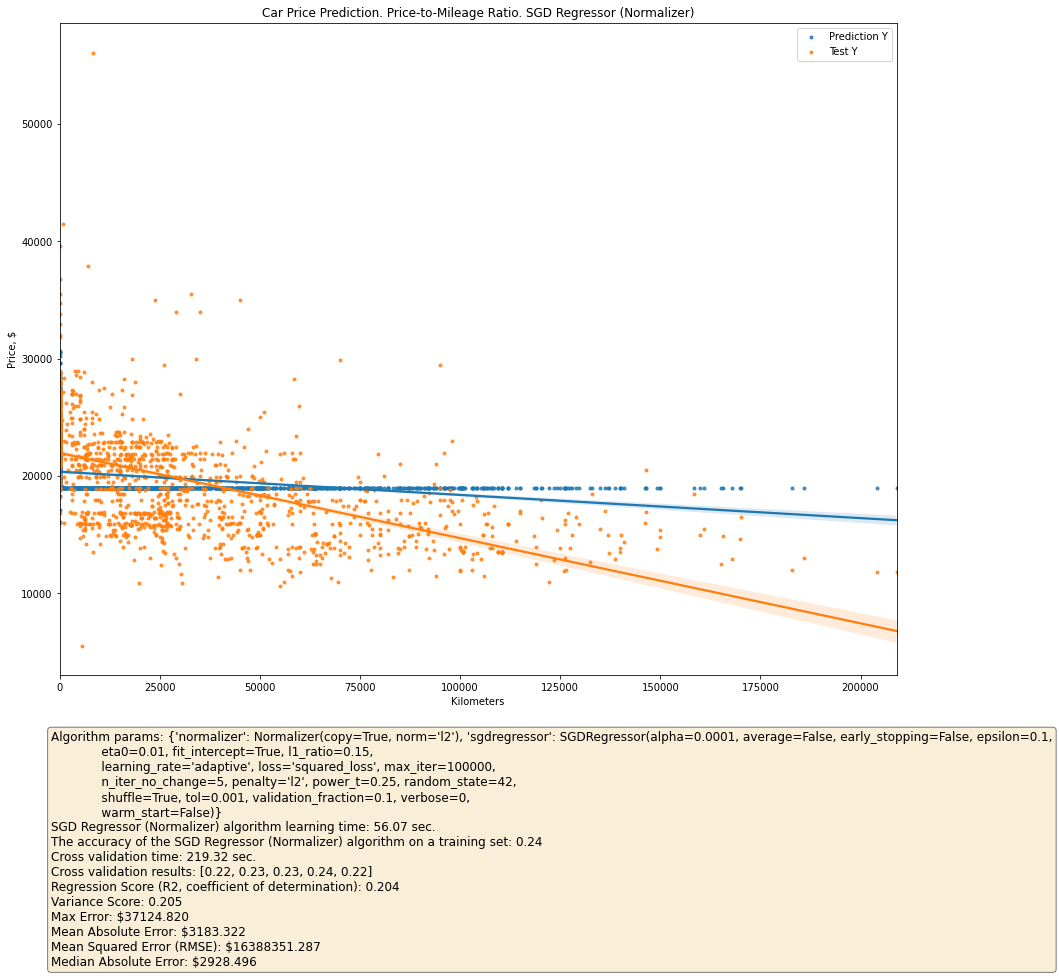 Car Price Prediction. Price-to-Mileage Ratio. SGD Regressor (Normalizer)
Prediction Y
Test Y
50000
40000
30000
20000
10000
Price, $
0
25000
50000
75000
100000
125000
150000
175000
200000
Kilometers
Algorithm params: {'normalizer': Normalizer(copy=True, norm='l2'), 'sgdregressor': SGDRegressor(alpha=0.0001, average=False, early_stopping=False, epsilon=0.1,
eta0=0.01, fit_intercept=True, l1_ratio=0.15,
learning_rate='adaptive', loss='squared_loss', max_iter=100000,
n_iter_no_change=5, penalty='l2', power_t=0.25, random_state=42,
shuffle=True, tol=0.001, validation_fraction=0.1, verbose=0,
warm_start=False)}
SGD Regressor (Normalizer) algorithm learning time: 56.07 sec.
The accuracy of the SGD Regressor (Normalizer) algorithm on a training set: 0.24
Cross validation time: 219.32 sec.
Cross validation results: [0.22, 0.23, 0.23, 0.24, 0.22]
Regression Score (R2, coefficient of determination): 0.204
Variance Score: 0.205
Max Error: $37124.820
Mean Absolute Error: $3183.322
Mean Squared Error (RMSE): $16388351.287
Median Absolute Error: $2928.496